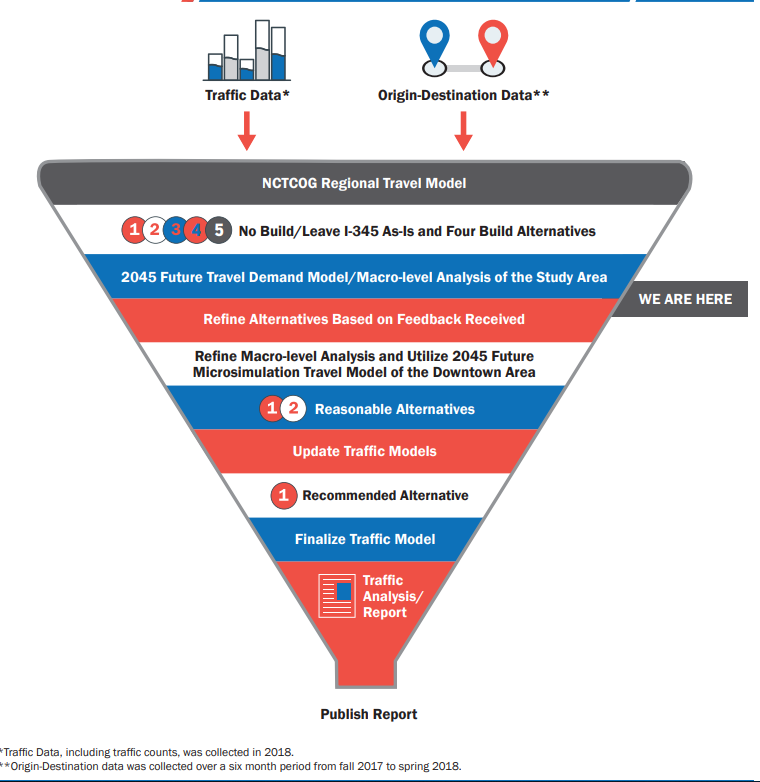 Traffic Data*
Origin-Destination Data**
NCTCOG Regional Travel Model
1 2 3 4 5 No Build/Leave I-345 As-Is and Four Build Alternatives
2045 Future Travel Demand Model/Macro-level Analysis of the Study Area
WE ARE HERE
Refine Alternatives Based on Feedback Received
Refine Macro-level Analysis and Utilize 2045 Future
Microsimulation Travel Model of the Downtown Area
1 2 Reasonable Alternatives
Update Traffic Models
1 Recommended Alternative
Finalize Traffic Model
Traffic
Analysis/
Report
Publish Report
*Traffic Data, including traffic counts, was collected in 2018.
**Origin-Destination data was collected over a six month period from fall 2017 to spring 2018.